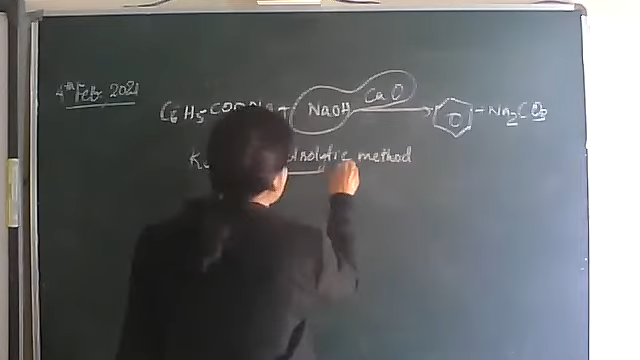 4th Feb 2021
C6H5-COONa + NaOH CaO → + Na2CO3
method